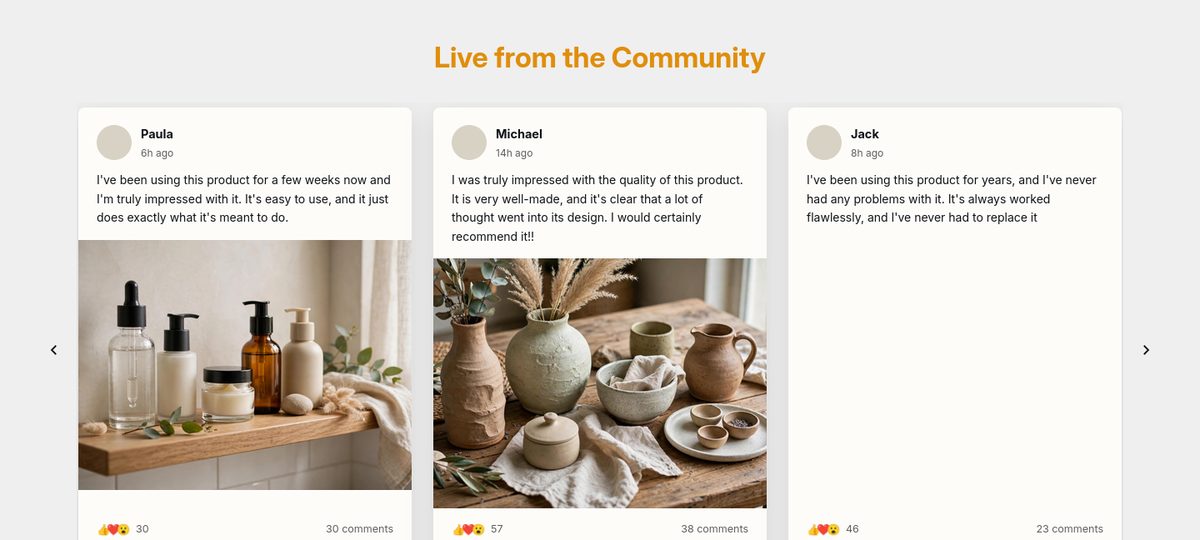 Live from the Community
Paula
6h ago
I've been using this product for a few weeks now and
I'm truly impressed with it. It's easy to use, and it just
does exactly what it's meant to do.
30
30 comments
Michael
14h ago
I was truly impressed with the quality of this product.
It is very well-made, and it's clear that a lot of
thought went into its design. I would certainly
recommend it!!
57
38 comments
Jack
8h ago
I've been using this product for years, and I've never
had any problems with it. It's always worked
flawlessly, and I've never had to replace it
46
23 comments